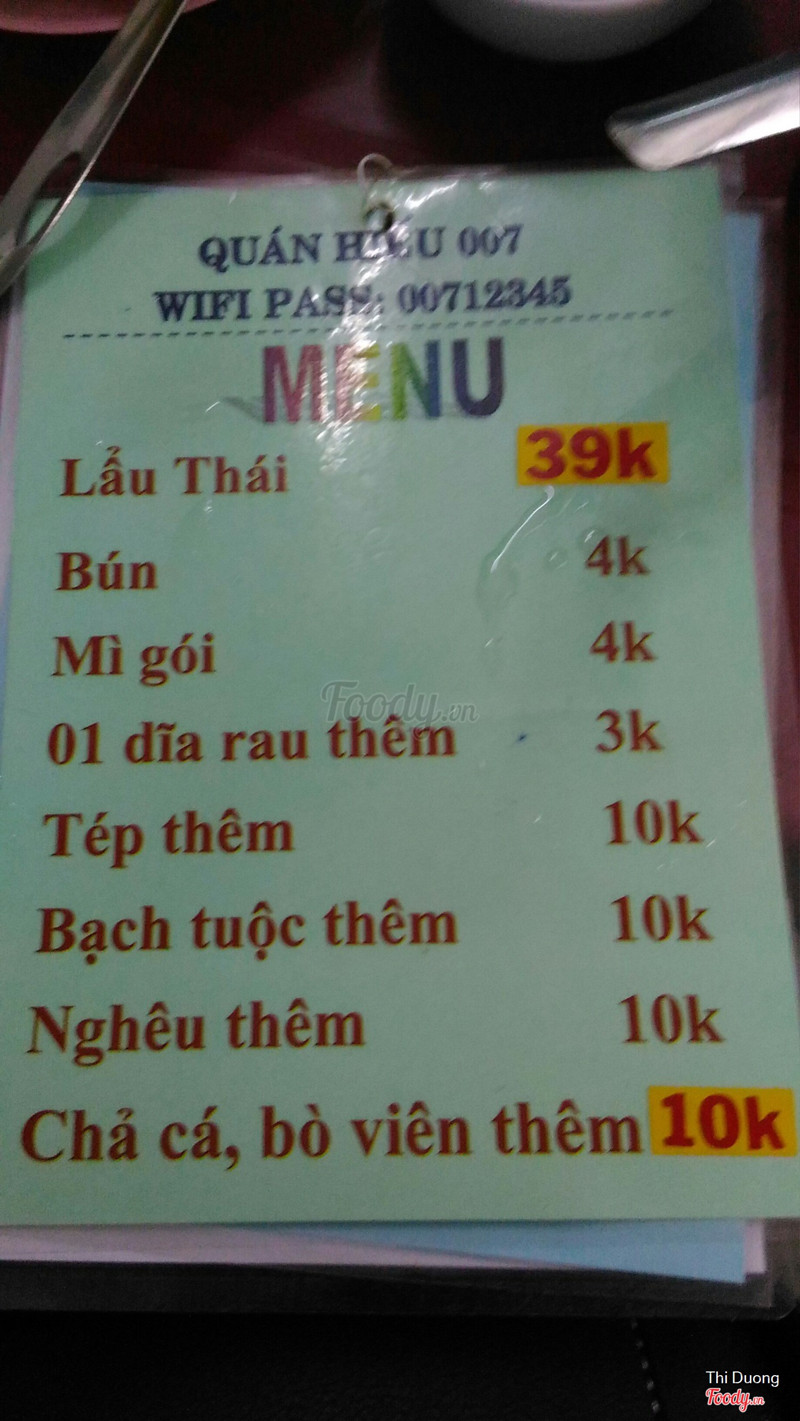 QUÁN HIẾU 007
WIFI PASS: 00712345
MENU
Lẩu Thái 39k
Bún 4k
Mì gói 4k
01 dĩa rau thêm 3k
Tép thêm 10k
Bạch tuộc thêm 10k
Nghêu thêm 10k
Chả cá, bò viên thêm 10k
Foody.vn
Thi Duong
Foody.vn